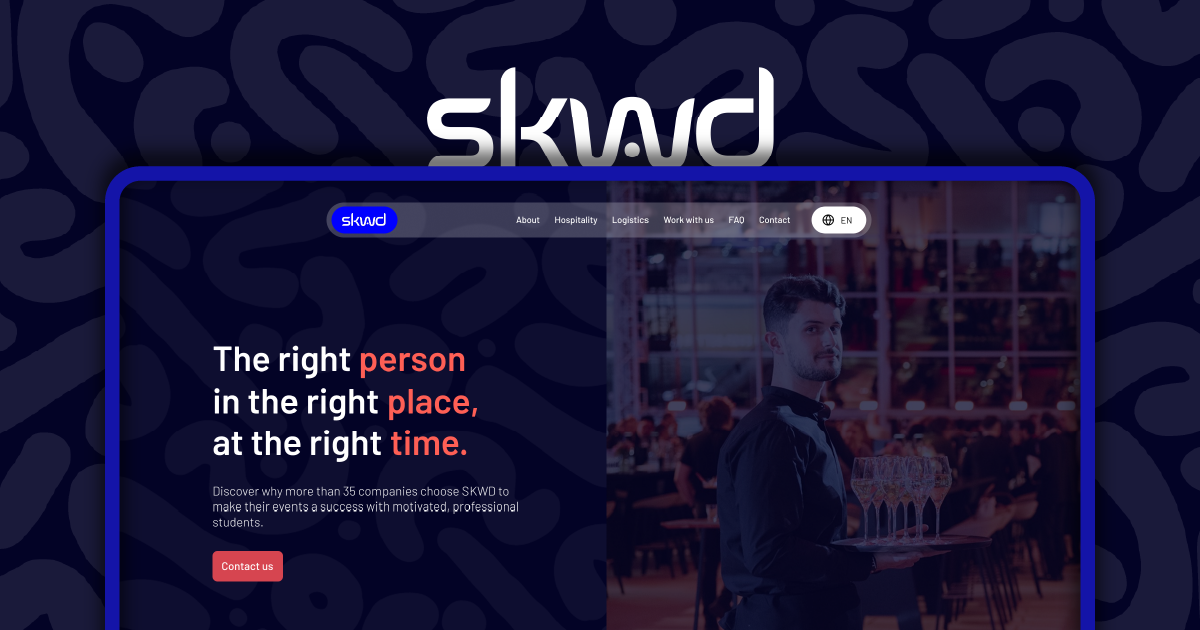 skwd
skwd About Hospitality Logistics Work with us FAQ Contact EN
The right person
in the right place,
at the right time.
Discover why more than 35 companies choose SKWD to
make their events a success with motivated, professional
students.
Contact us